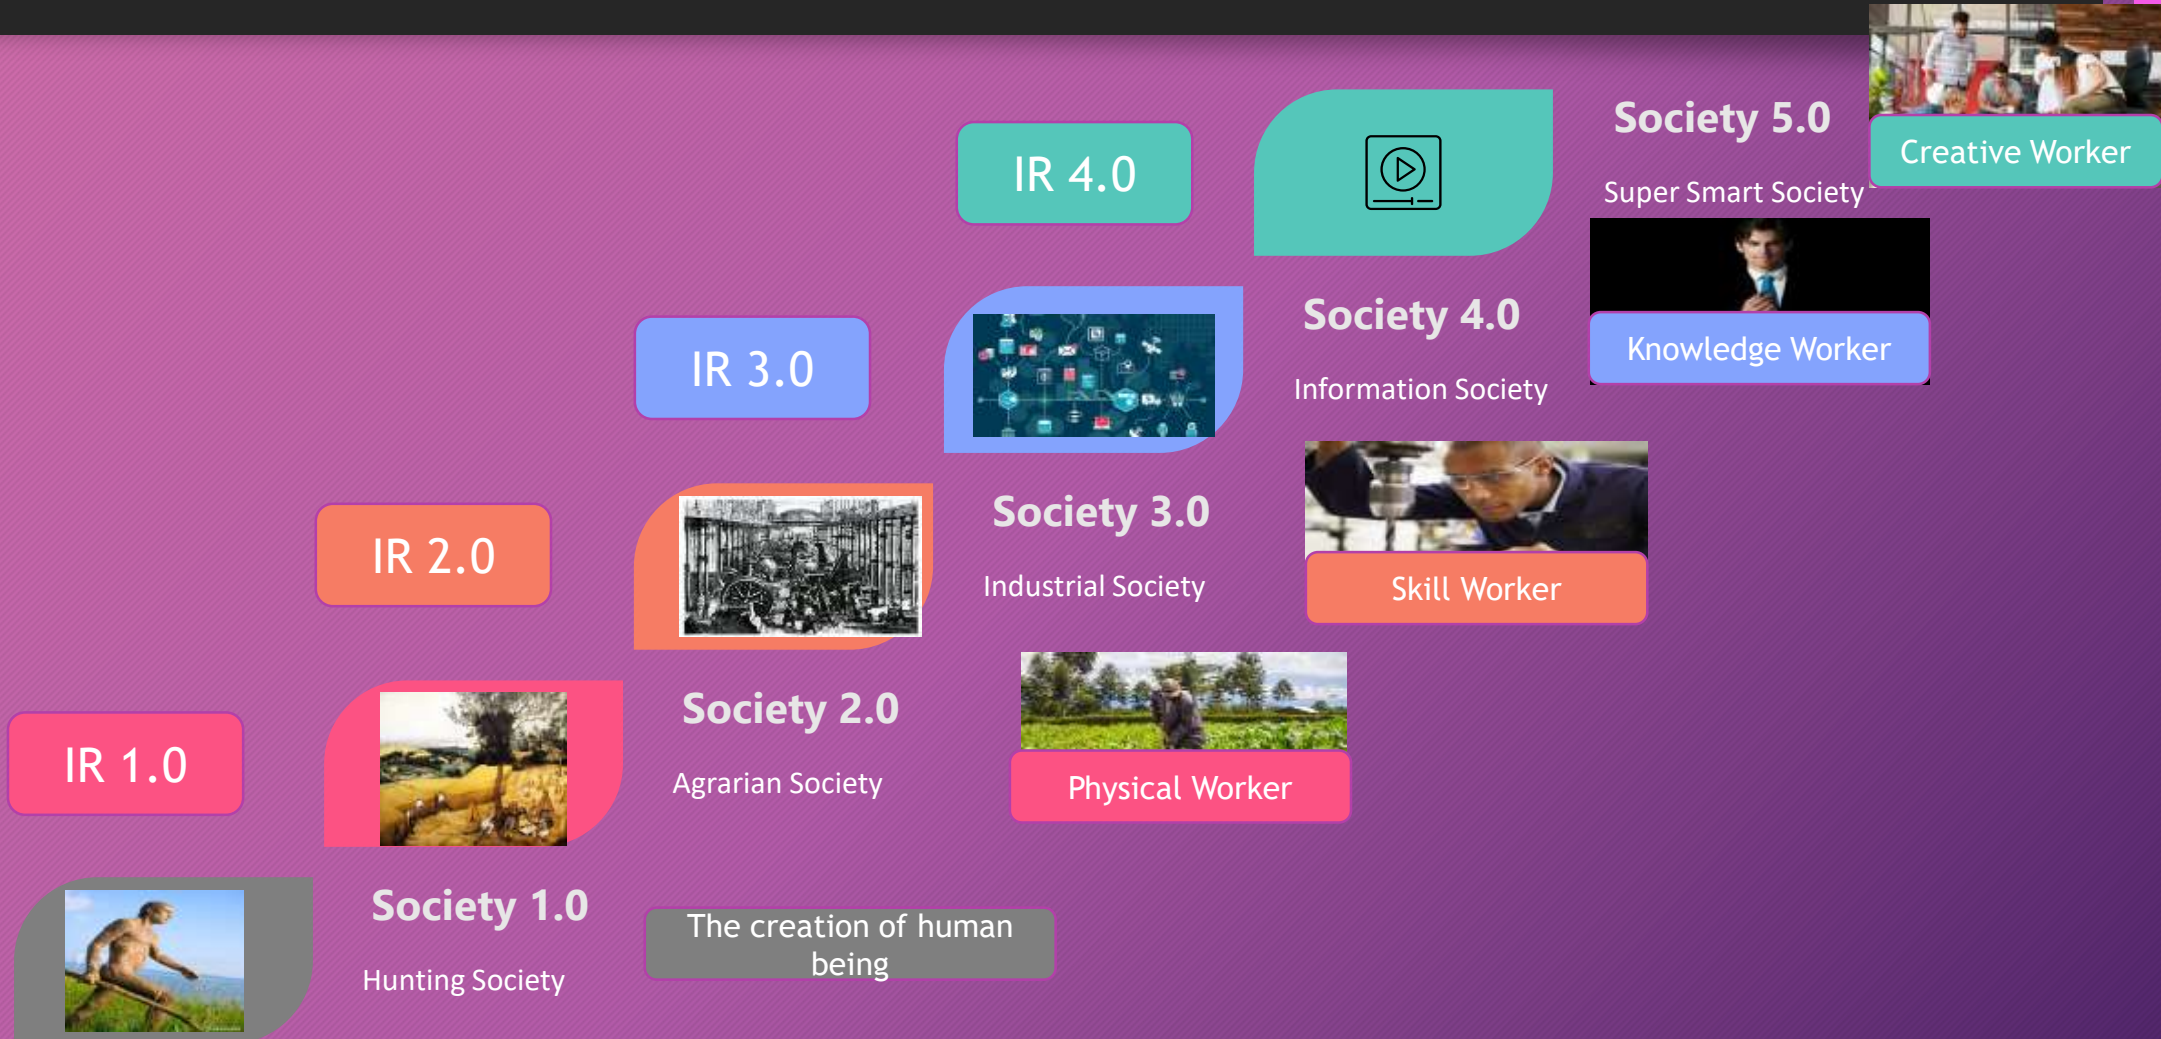 Society 5.0
Creative Worker
IR 4.0
Super Smart Society
Society 4.0
Knowledge Worker
IR 3.0
Information Society
Society 3.0
IR 2.0
Industrial Society
Skill Worker
Society 2.0
IR 1.0
Agrarian Society
Physical Worker
Society 1.0
The creation of human
being
Hunting Society